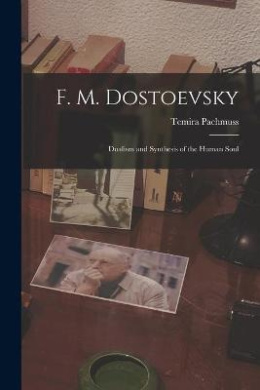 F. M. DOSTOEVSKY
Temira Pachmuss
Dualism and Synthesis of the Human Soul